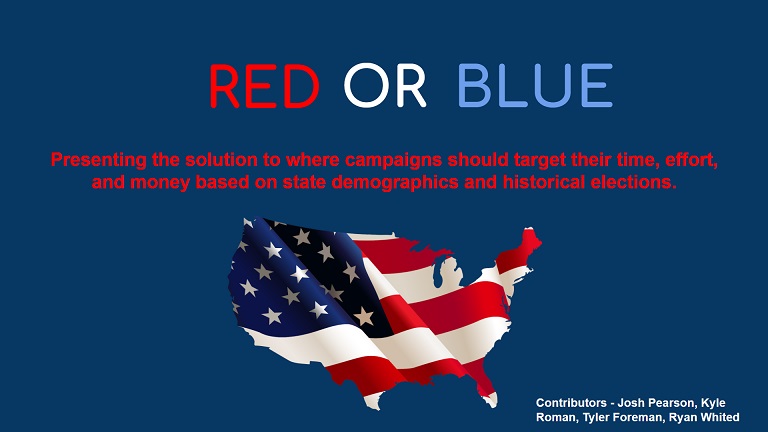 RED OR BLUE
Presenting the solution to where campaigns should target their time, effort,
and money based on state demographics and historical elections.
Contributors - Josh Pearson, Kyle
Roman, Tyler Foreman, Ryan Whited